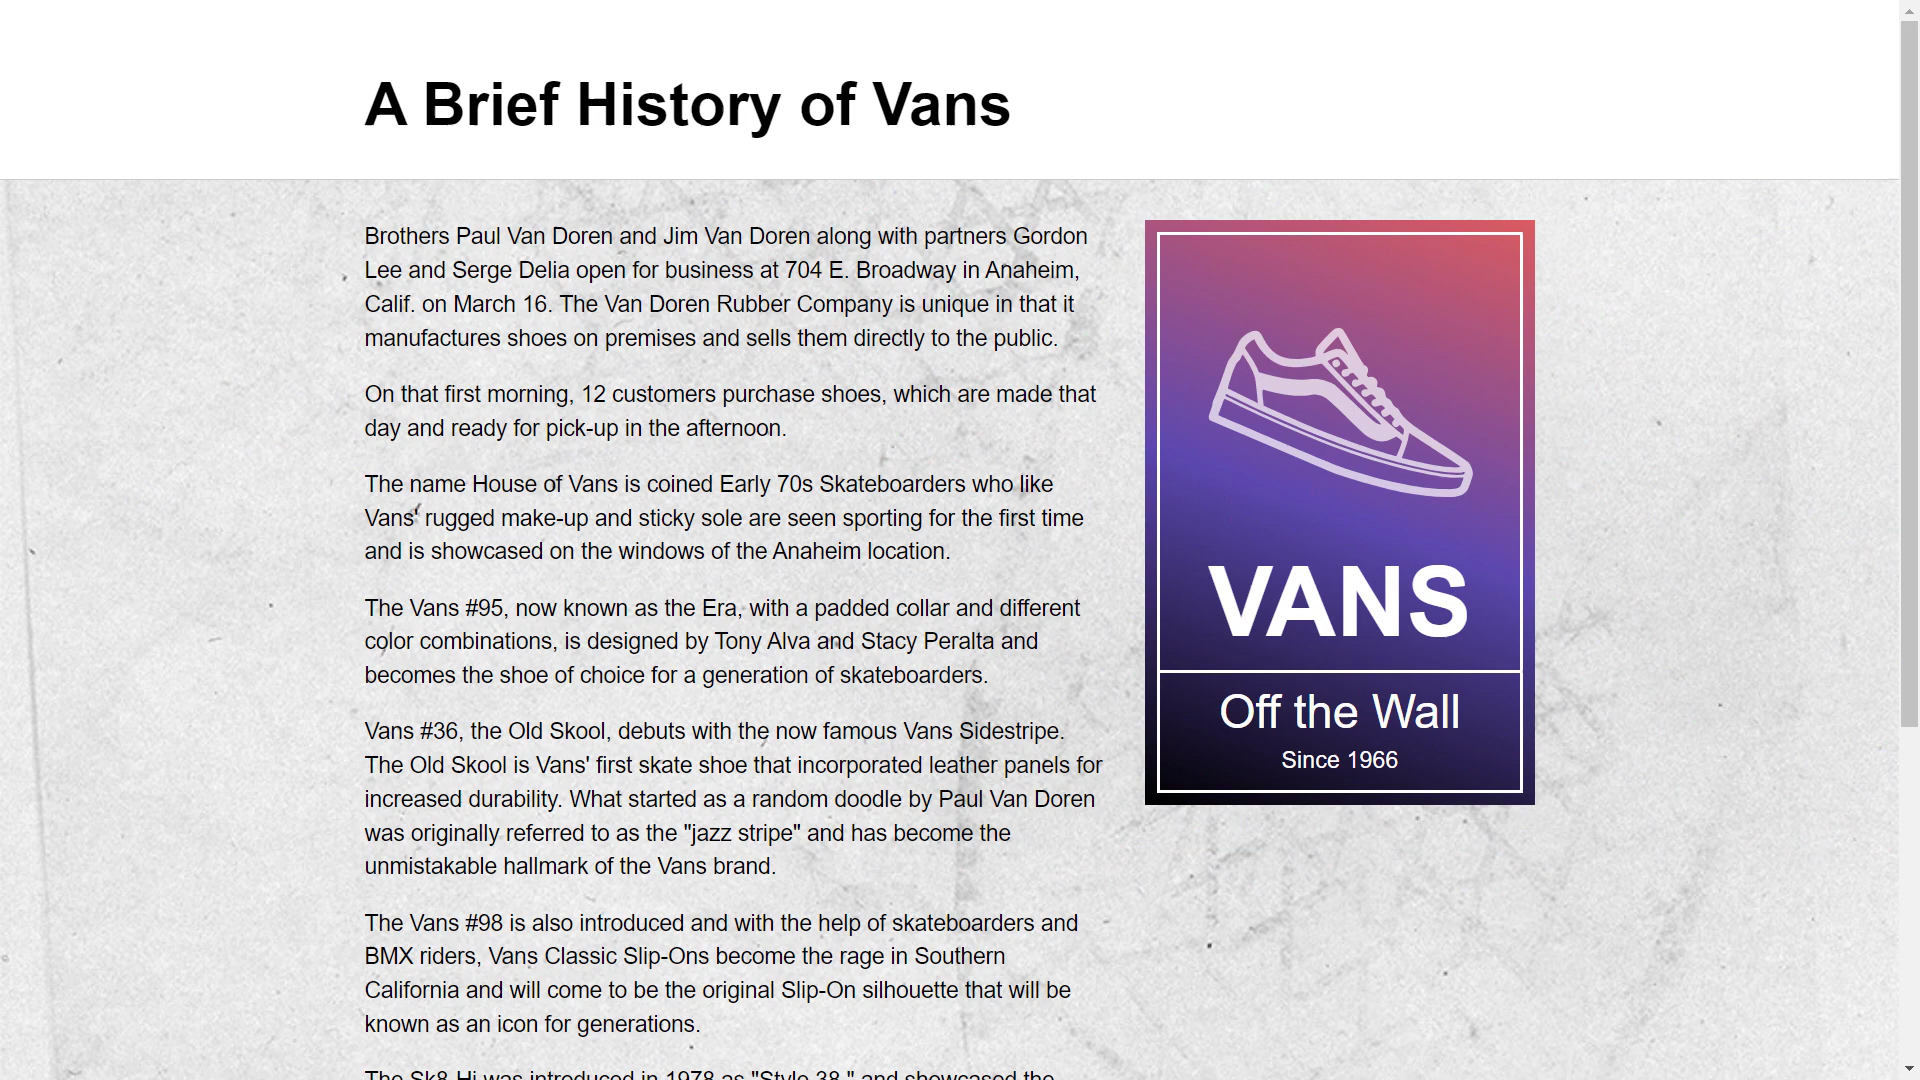 A Brief History of Vans
Brothers Paul Van Doren and Jim Van Doren along with partners Gordon
Lee and Serge Delia open for business at 704 E. Broadway in Anaheim,
Calif. on March 16. The Van Doren Rubber Company is unique in that it
manufactures shoes on premises and sells them directly to the public.
On that first morning, 12 customers purchase shoes, which are made that
day and ready for pick-up in the afternoon.
The name House of Vans is coined Early 70s Skateboarders who like
Vans' rugged make-up and sticky sole are seen sporting for the first time
and is showcased on the windows of the Anaheim location.
The Vans #95, now known as the Era, with a padded collar and different
color combinations, is designed by Tony Alva and Stacy Peralta and
becomes the shoe of choice for a generation of skateboarders.
Vans #36, the Old Skool, debuts with the now famous Vans Sidestripe.
The Old Skool is Vans' first skate shoe that incorporated leather panels for
increased durability. What started as a random doodle by Paul Van Doren
was originally referred to as the "jazz stripe" and has become the
unmistakable hallmark of the Vans brand.
The Vans #98 is also introduced and with the help of skateboarders and
BMX riders, Vans Classic Slip-Ons become the rage in Southern
California and will come to be the original Slip-On silhouette that will be
known as an icon for generations.
The Sk8-Hi was introduced in 1978 as "Style 38," and showcased the
VANS
Off the Wall
Since 1966